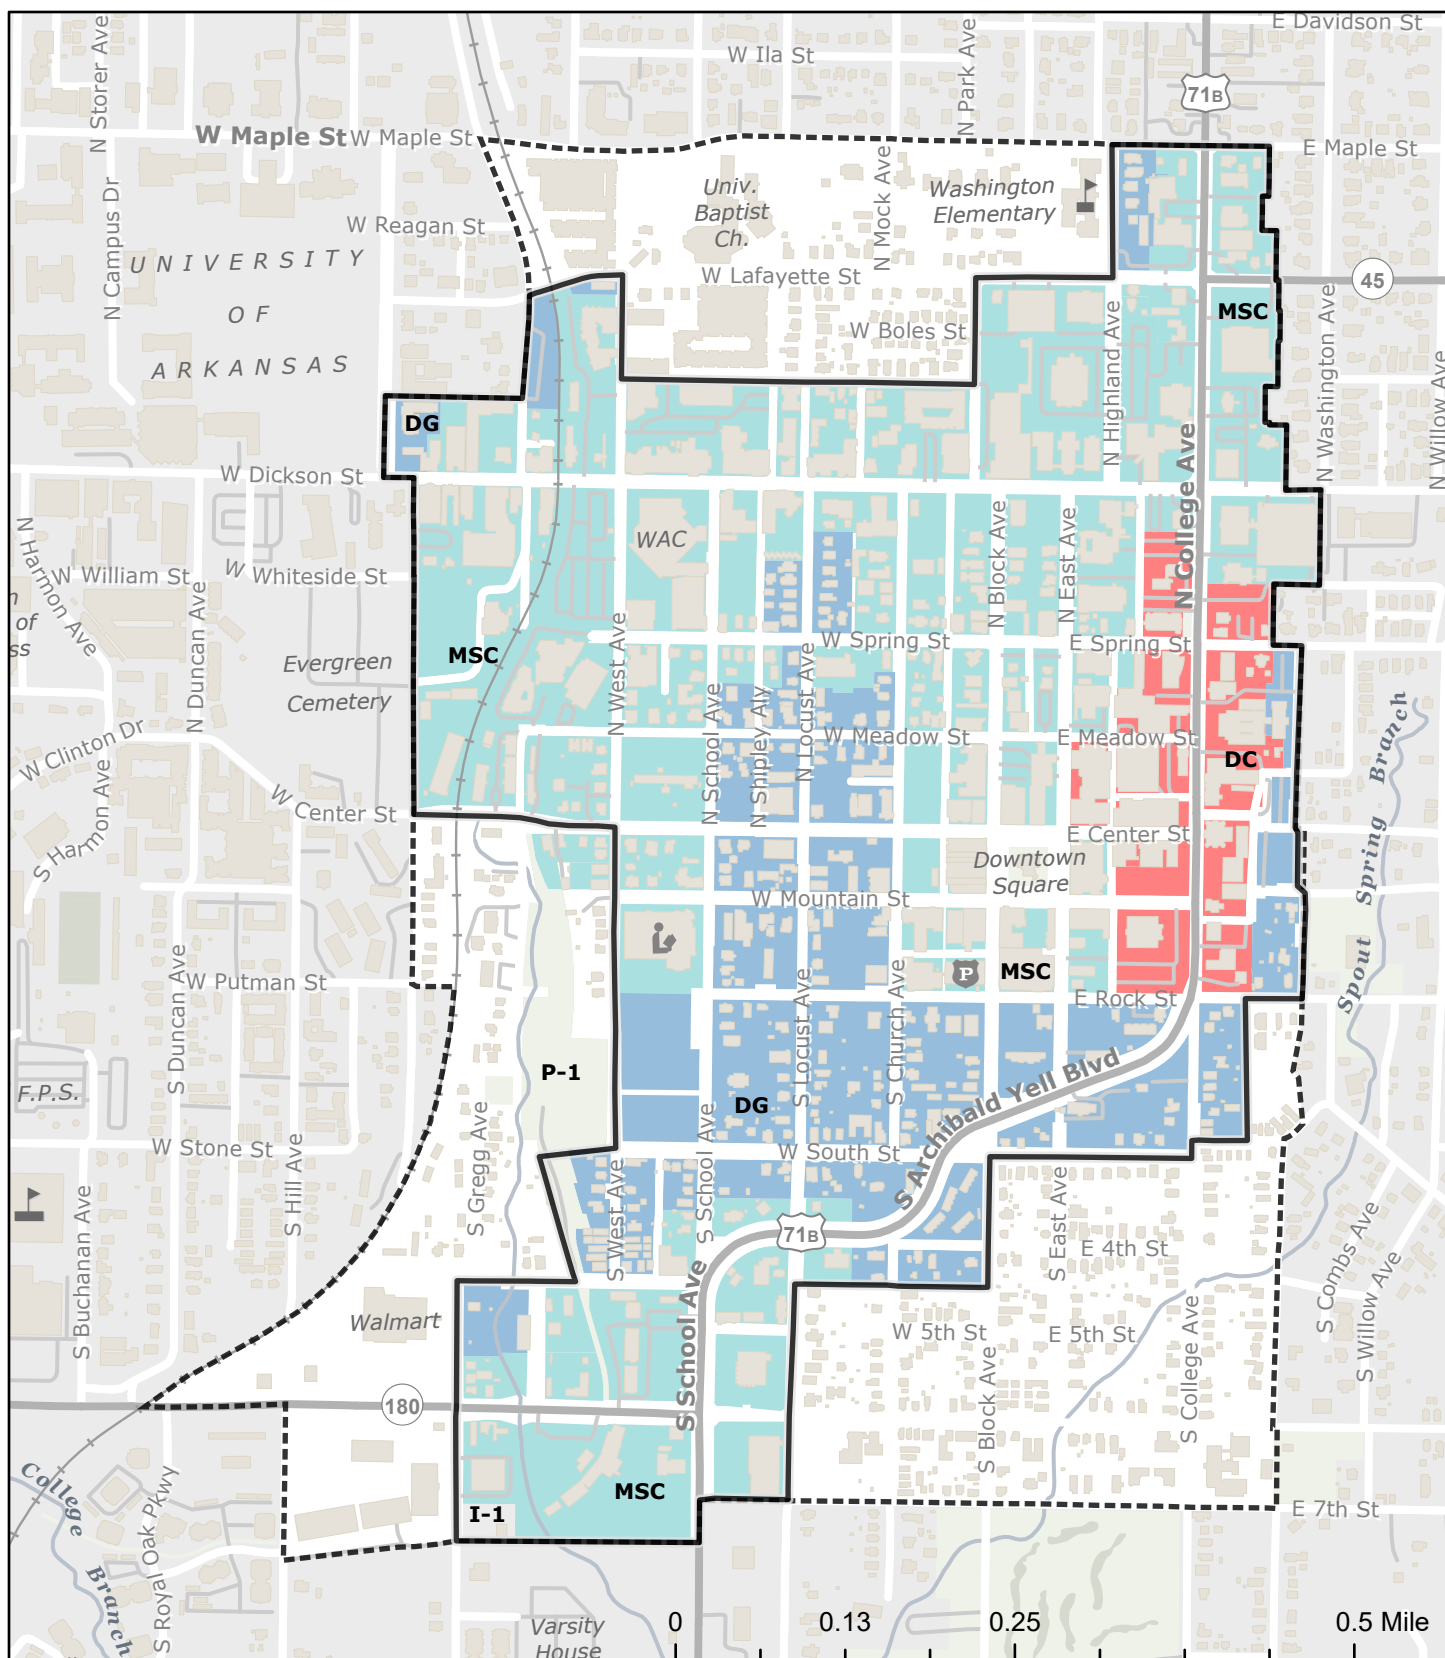 E Davidson St
W Ila St
N Storer Ave
N Park Ave
71B
W Maple St
W Maple St
E Maple St
N Campus Dr
Univ.
Baptist
Ch.
N Mock Ave
Washington
Elementary
W Reagan St
UNIVERSITY
OF
ARKANSAS
W Lafayette St
45
MSC
W Boles St
N Highland Ave
N Washington Ave
N Willow Ave
DG
N College Ave
W Dickson St
WAC
N Harmon Ave
W William St
W Whiteside St
N Duncan Ave
N Block Ave
N East Ave
of
ss
W Spring St
E Spring St
MSC
Evergreen
Cemetery
N West Ave
N School Ave
N Shipley Aly
N Locust Ave
W Meadow St
E Meadow St
DC
Spout Spring Branch
W Clinton Dr
S Harmon Ave
W Center St
E Center St
Downtown
Square
W Mountain St
S Duncan Ave
W Putman St
P
MSC
E Rock St
S Locust Ave
S Church Ave
P-1
F.P.S.
DG
S Archibald Yell Blvd
W Stone St
S Hill Ave
S Gregg Ave
S School Ave
W South St
S Buchanan Ave
S West Ave
71B
S East Ave
E 4th St
S Combs Ave
S Willow Ave
Walmart
S School Ave
W 5th St
E 5th St
S College Ave
S Block Ave
180
MSC
I-1
College Branch
S Royal Oak Pkwy
E 7th St
Varsity
House
0
0.13
0.25
0.5 Mile